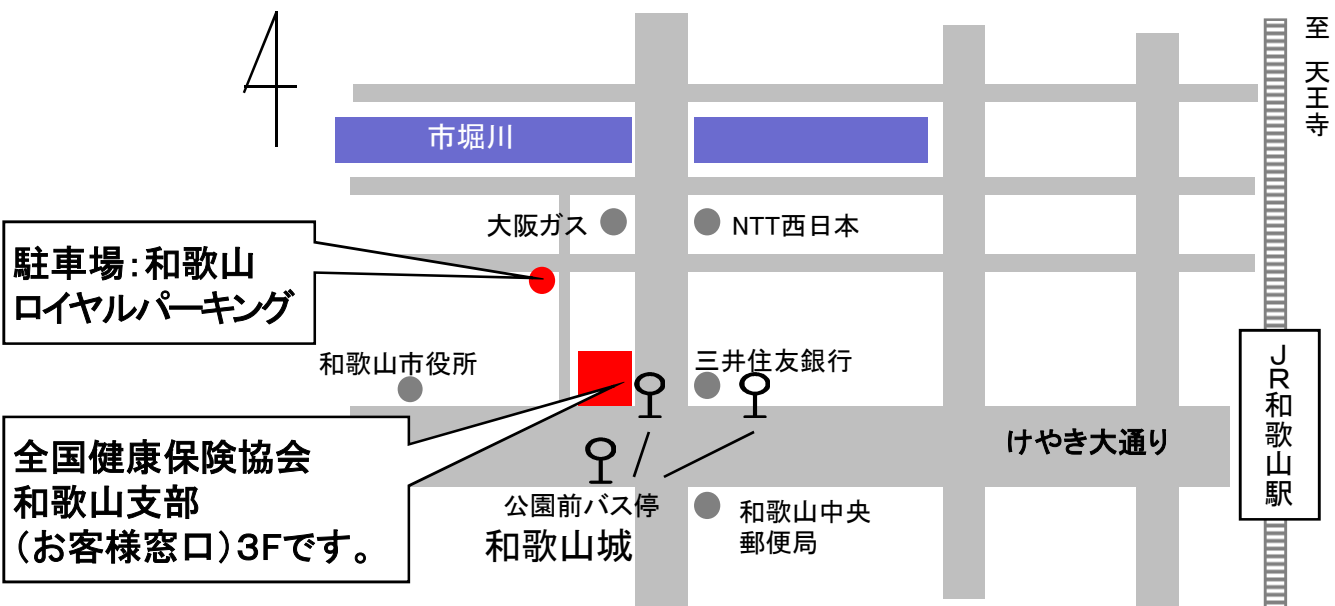 至 天王寺
市堀川
大阪ガス
NTT西日本
駐車場：和歌山
ロイヤルパーキング
和歌山市役所
三井住友銀行
JR和歌山駅
けやき大通り
全国健康保険協会
和歌山支部
（お客様窓口）3Fです。
公園前バス停
和歌山城
和歌山中央
郵便局